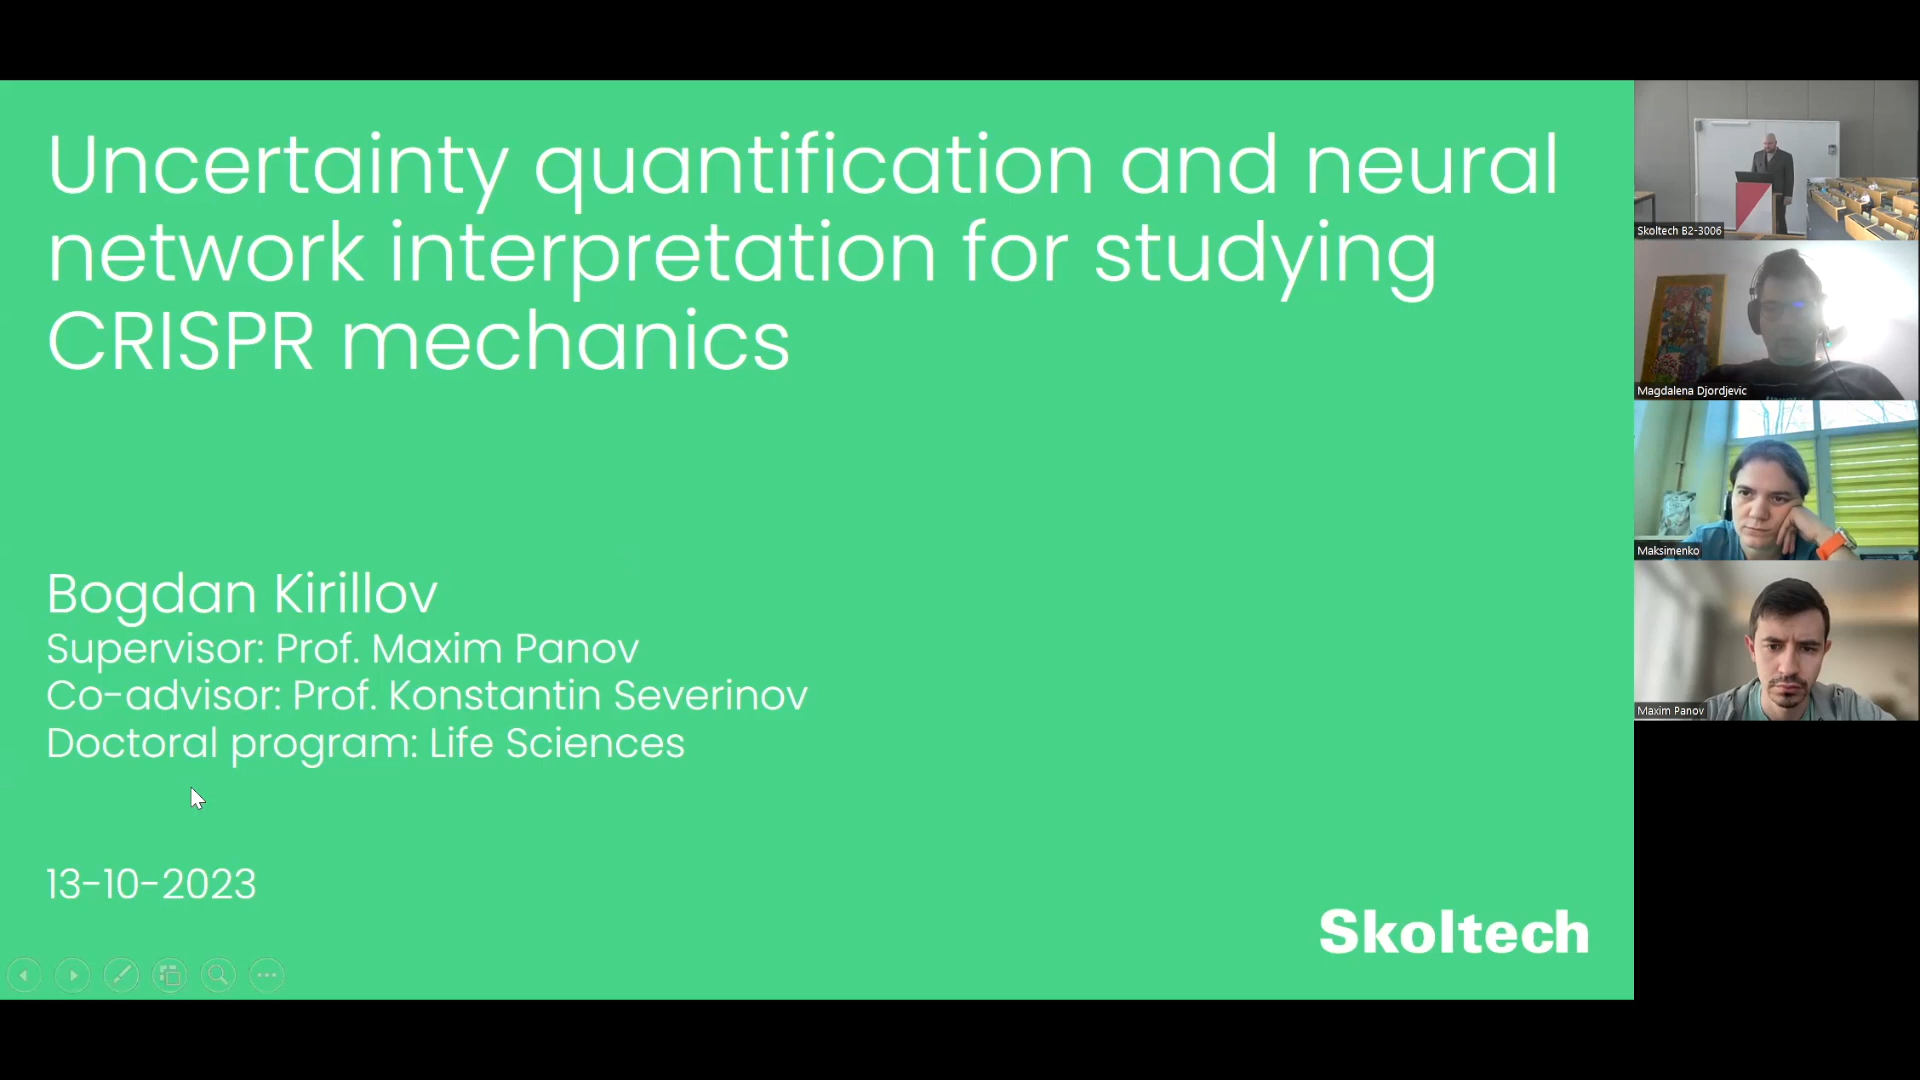 Uncertainty quantification and neural
network interpretation for studying
CRISPR mechanics
Bogdan Kirillov
Supervisor: Prof. Maxim Panov
Co-advisor: Prof. Konstantin Severinov
Doctoral program: Life Sciences
13-10-2023
Skoltech
Skoltech B2-3006
Magdalena Djordjevic
Maksimenko
Maxim Panov